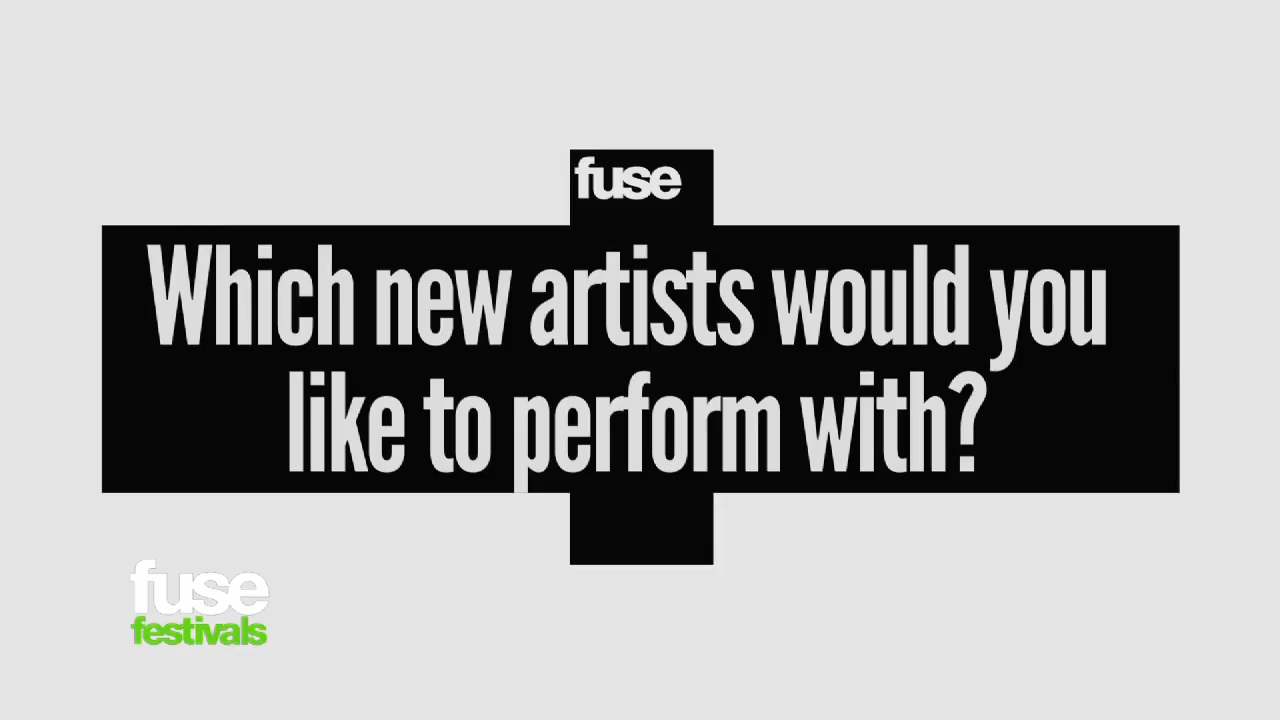 fuse
Which new artists would you
like to perform with?
fuse
festivals